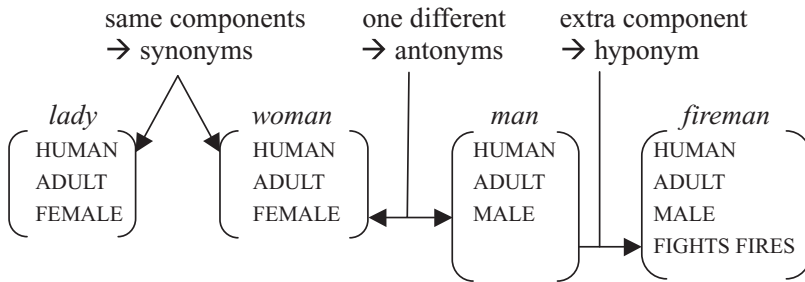 same components
→ synonyms
one different
→ antonyms
extra component
→ hyponym
lady
HUMAN
ADULT
FEMALE
woman
HUMAN
ADULT
FEMALE
man
HUMAN
ADULT
MALE
fireman
HUMAN
ADULT
MALE
FIGHTS FIRES